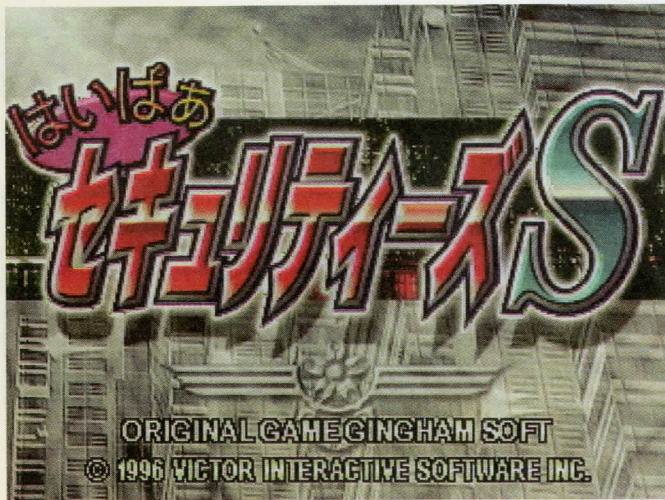 はいぱぁ
セキュリティーズS
ORIGINAL GAME GINGHAM SOFT
© 1996 VICTOR INTERACTIVE SOFTWARE INC.